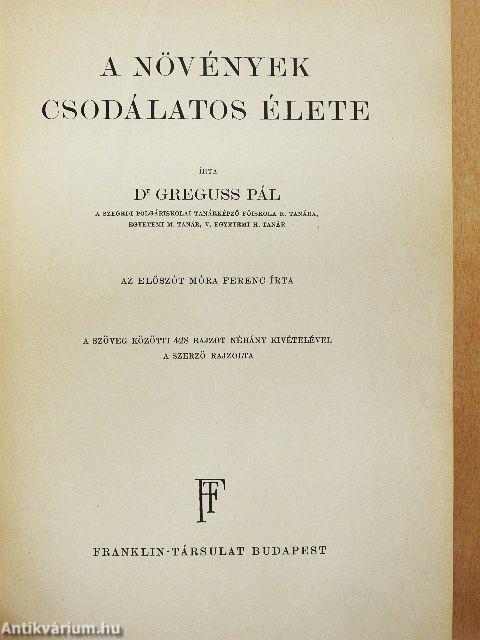 A NÖVÉNYEK
CSODÁLATOS ÉLETE
ÍRTA
Dr GREGUSS PÁL
A SZEGEDI POLGÁRISKOLAI TANÁRKÉPZŐ FŐISKOLA R. TANÁRA,
EGYETEMI M. TANÁR, V. EGYETEMI H. TANÁR
AZ ELŐSZÓT MÓRA FERENC ÍRTA
A SZÖVEG KÖZÖTTI 428 RAJZOT NÉHÁNY KIVÉTELÉVEL
A SZERZŐ RAJZOLTA
FT
FRANKLIN-TÁRSULAT BUDAPEST
Antikvárium.hu